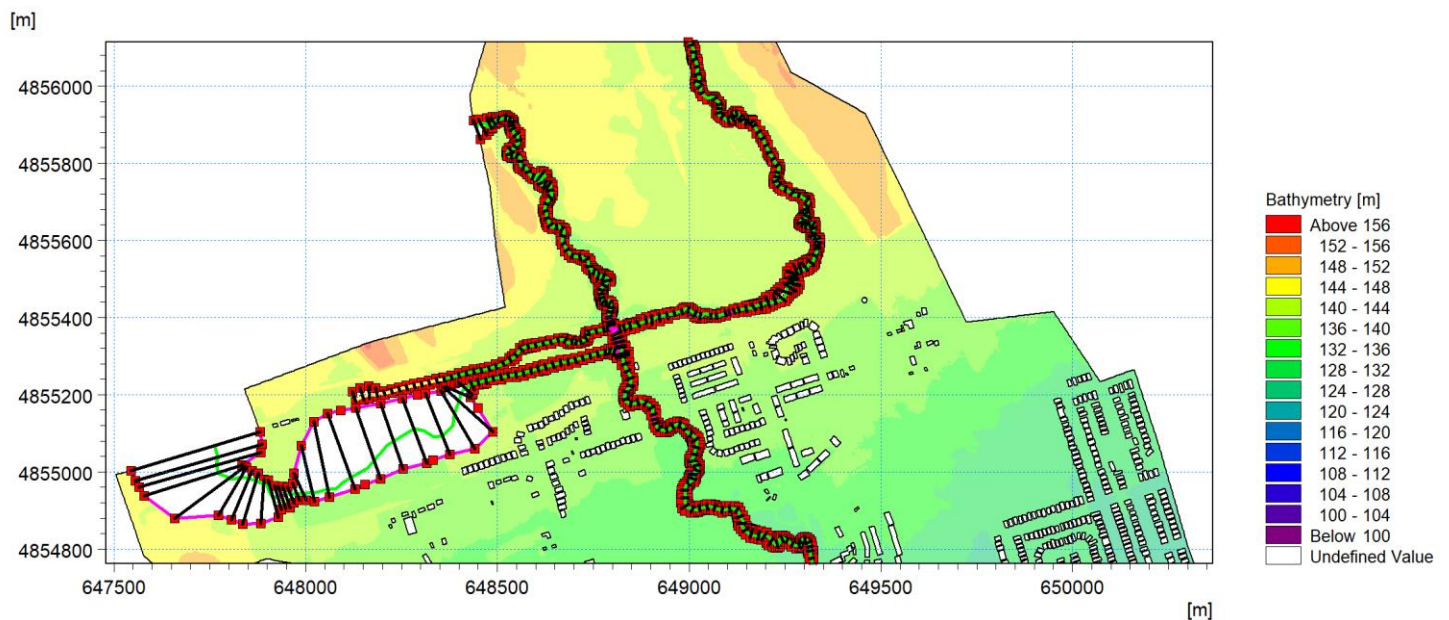 [m]
4856000
4855800
4855600
4855400
4855200
4855000
4854800
647500
648000
648500
649000
649500
650000
[m]
Bathymetry [m]
Above 156
152 - 156
148 - 152
144 - 148
140 - 144
136 - 140
132 - 136
128 - 132
124 - 128
120 - 124
116 - 120
112 - 116
108 - 112
104 - 108
100 - 104
Below 100
Undefined Value